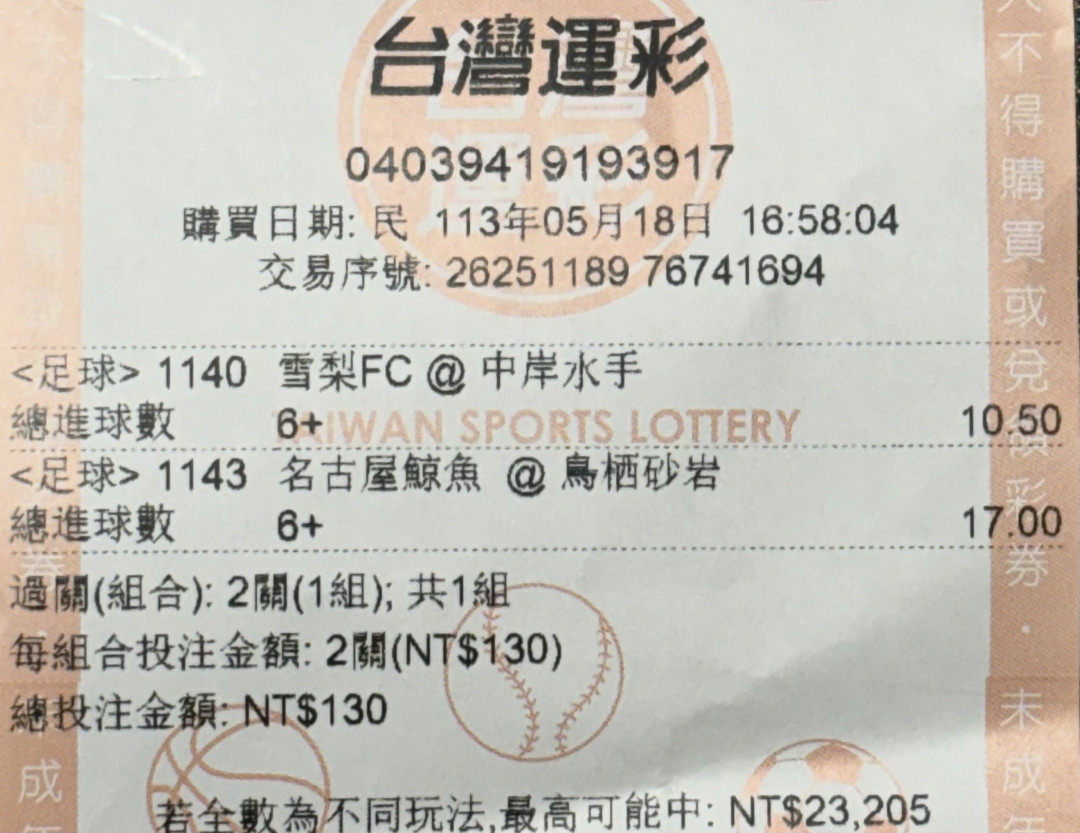 台灣運彩
04039419193917
購買日期: 民 113年05月18日 16:58:04
交易序號: 26251189 76741694
<足球> 1140 雪梨FC @ 中岸水手
總進球數 6+ 10.50
TAIWAN SPORTS LOTTERY
<足球> 1143 名古屋鯨魚 @ 鳥栖砂岩
總進球數 6+ 17.00
過關(組合): 2關(1組); 共1組
每組合投注金額: 2關(NT$130)
總投注金額: NT$130
若全數為不同玩法,最高可能中: NT$23,205
不得購買或兌領彩券．未成年
成年